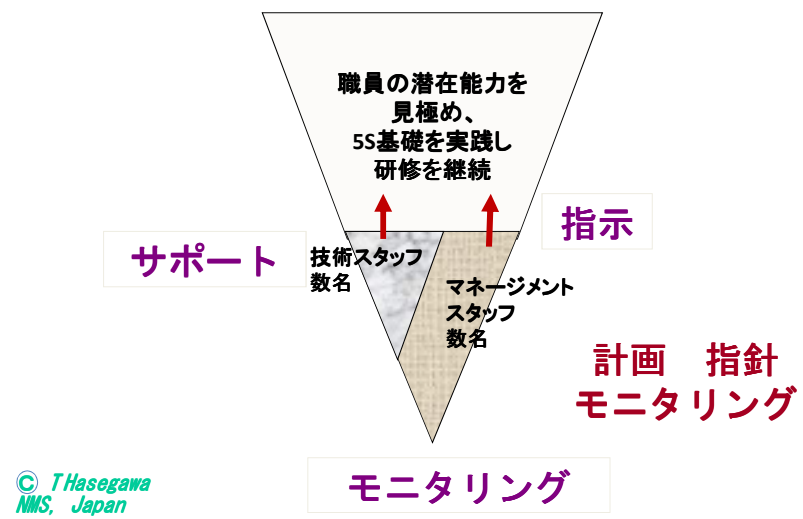 職員の潜在能力を
見極め、
5S基礎を実践し
研修を継続
指示
サポート
技術スタッフ
数名
マネージメント
スタッフ
数名
計画　指針
モニタリング
モニタリング
© T Hasegawa
NMS, Japan